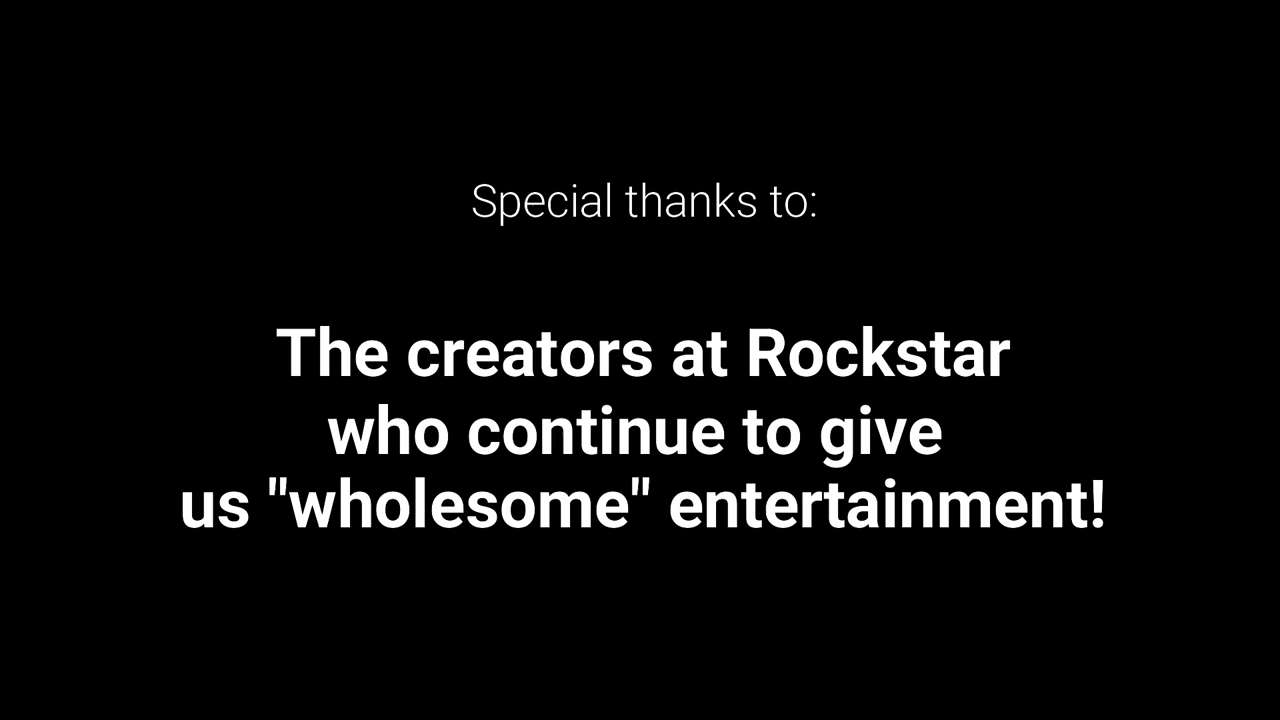 Special thanks to:
The creators at Rockstar
who continue to give
us "wholesome" entertainment!